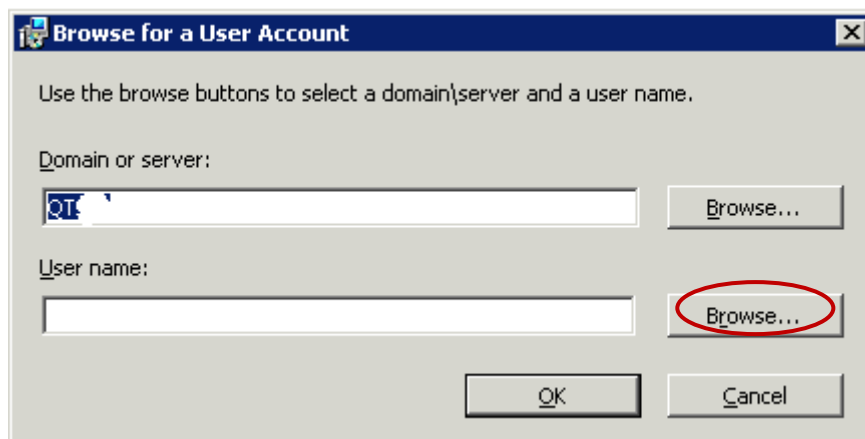 Browse for a User Account
Use the browse buttons to select a domain\server and a user name.
Domain or server:
Browse...
User name:
Browse...
OK
Cancel